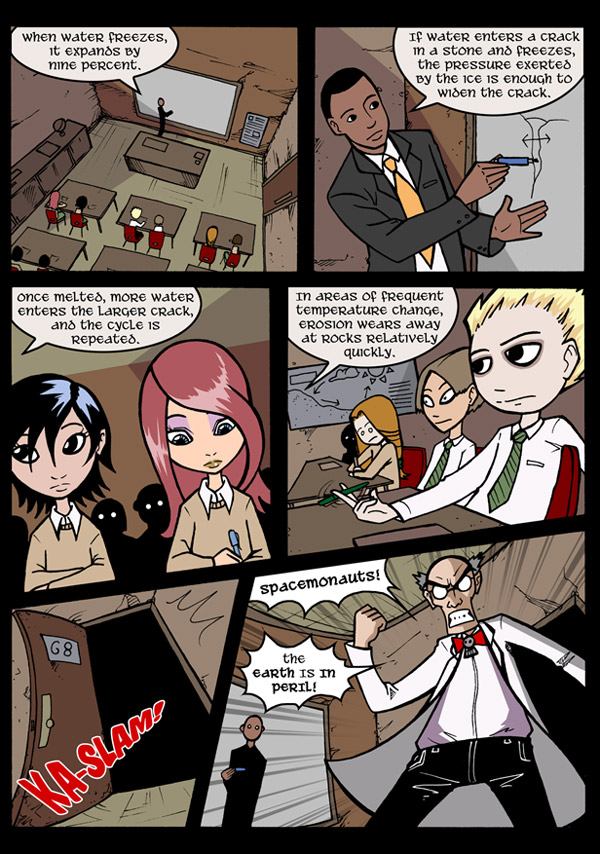 When water freezes,
it expands by
nine percent.
If water enters a crack
in a stone and freezes,
the pressure exerted
by the ice is enough to
widen the crack.
Once melted, more water
enters the larger crack,
and the cycle is
repeated.
In areas of frequent
temperature change,
erosion wears away
at rocks relatively
quickly.
G8
KA-SLAM!
Spacemonauts!
the
earth is in
peril!